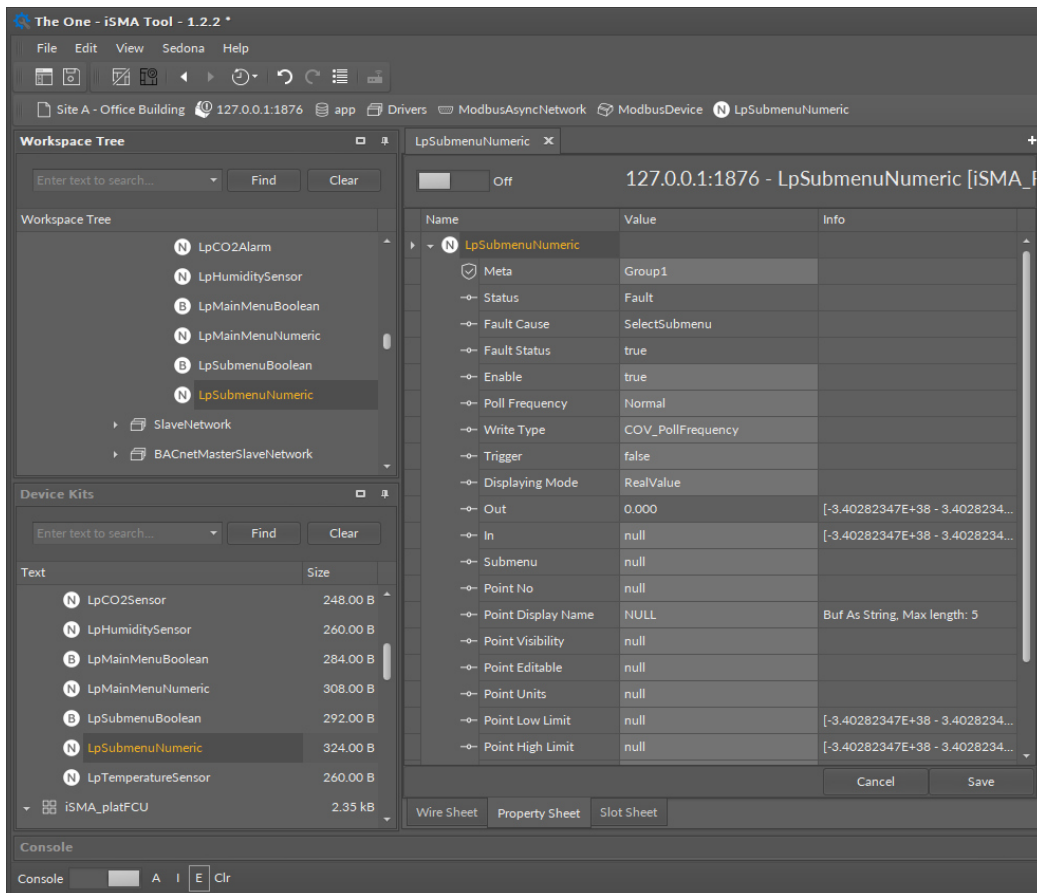 The One - iSMA Tool - 1.2.2 *
File Edit View Sedona Help
Site A - Office Building 127.0.0.1:1876 app Drivers ModbusAsyncNetwork ModbusDevice N LpSubmenuNumeric
Workspace Tree
Enter text to search... Find Clear
Workspace Tree
N LpCO2Alarm
N LpHumiditySensor
B LpMainMenuBoolean
N LpMainMenuNumeric
B LpSubmenuBoolean
N LpSubmenuNumeric
SlaveNetwork
BACnetMasterSlaveNetwork
Device Kits
Enter text to search... Find Clear
Text Size
N LpCO2Sensor 248.00 B
N LpHumiditySensor 260.00 B
B LpMainMenuBoolean 284.00 B
N LpMainMenuNumeric 308.00 B
B LpSubmenuBoolean 292.00 B
N LpSubmenuNumeric 324.00 B
N LpTemperatureSensor 260.00 B
iSMA_platFCU 2.35 kB
LpSubmenuNumeric
Off 127.0.0.1:1876 - LpSubmenuNumeric [iSMA_
Name Value Info
N LpSubmenuNumeric
Meta Group1
Status Fault
Fault Cause SelectSubmenu
Fault Status true
Enable true
Poll Frequency Normal
Write Type COV_PollFrequency
Trigger false
Displaying Mode RealValue
Out 0.000 [-3.40282347E+38 - 3.4028234...
In null [-3.40282347E+38 - 3.4028234...
Submenu null
Point No null
Point Display Name NULL Buf As String, Max length: 5
Point Visibility null
Point Editable null
Point Units null
Point Low Limit null [-3.40282347E+38 - 3.4028234...
Point High Limit null [-3.40282347E+38 - 3.4028234...
Cancel Save
Wire Sheet Property Sheet Slot Sheet
Console
Console A I E Clr